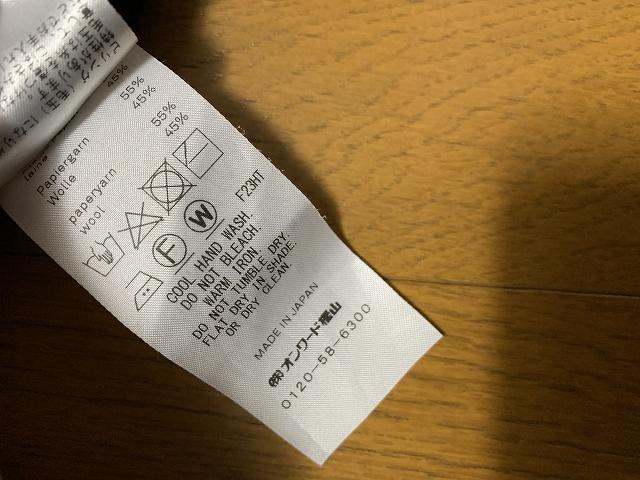 45%
55%
45%
55%
45%
laine
Papiergarn
Wolle
paperyarn
wool
F W
F23HT
COOL HAND WASH.
DO NOT BLEACH.
WARM IRON.
DO NOT TUMBLE DRY.
FLAT DRY IN SHADE.
OR DRY CLEAN.
MADE IN JAPAN
㈱オンワード樫山
0120-58-6300